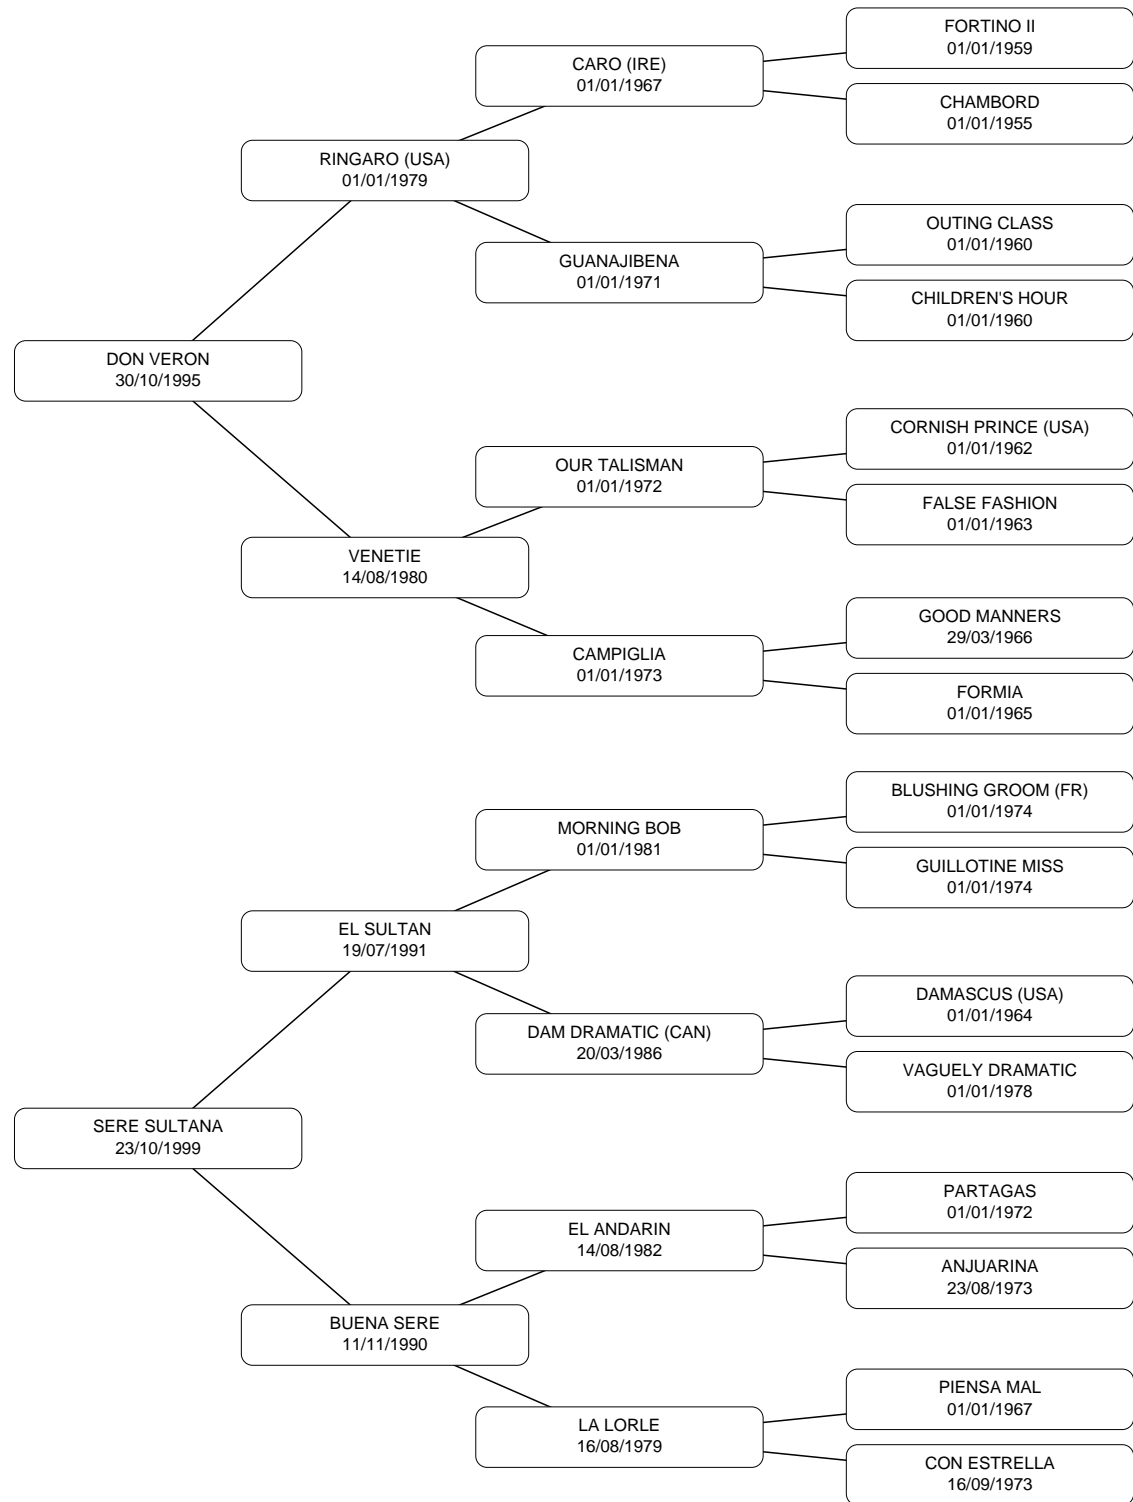 FORTINO II
01/01/1959
CARO (IRE)
01/01/1967
CHAMBORD
01/01/1955
RINGARO (USA)
01/01/1979
OUTING CLASS
01/01/1960
GUANAJIBENA
01/01/1971
CHILDREN'S HOUR
01/01/1960
DON VERON
30/10/1995
CORNISH PRINCE (USA)
01/01/1962
OUR TALISMAN
01/01/1972
FALSE FASHION
01/01/1963
VENETIE
14/08/1980
GOOD MANNERS
29/03/1966
CAMPIGLIA
01/01/1973
FORMIA
01/01/1965
BLUSHING GROOM (FR)
01/01/1974
MORNING BOB
01/01/1981
GUILLOTINE MISS
01/01/1974
EL SULTAN
19/07/1991
DAMASCUS (USA)
01/01/1964
DAM DRAMATIC (CAN)
20/03/1986
VAGUELY DRAMATIC
01/01/1978
SERE SULTANA
23/10/1999
PARTAGAS
01/01/1972
EL ANDARIN
14/08/1982
ANJUARINA
23/08/1973
BUENA SERE
11/11/1990
PIENSA MAL
01/01/1967
LA LORLE
16/08/1979
CON ESTRELLA
16/09/1973